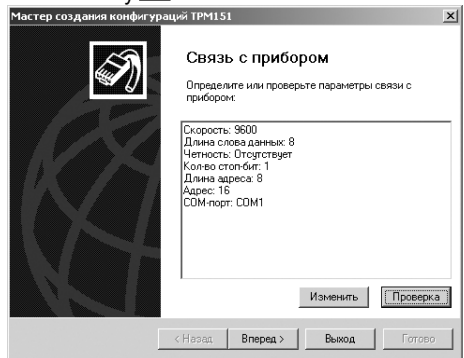 Мастер создания конфигураций ТРМ151
Связь с прибором
Определите или проверьте параметры связи с
прибором:
Скорость: 9600
Длина слова данных: 8
Четность: Отсутствует
Кол-во стоп-бит: 1
Длина адреса: 8
Адрес: 16
COM-порт: COM1
Изменить
Проверка
< Назад
Вперед >
Выход
Готово